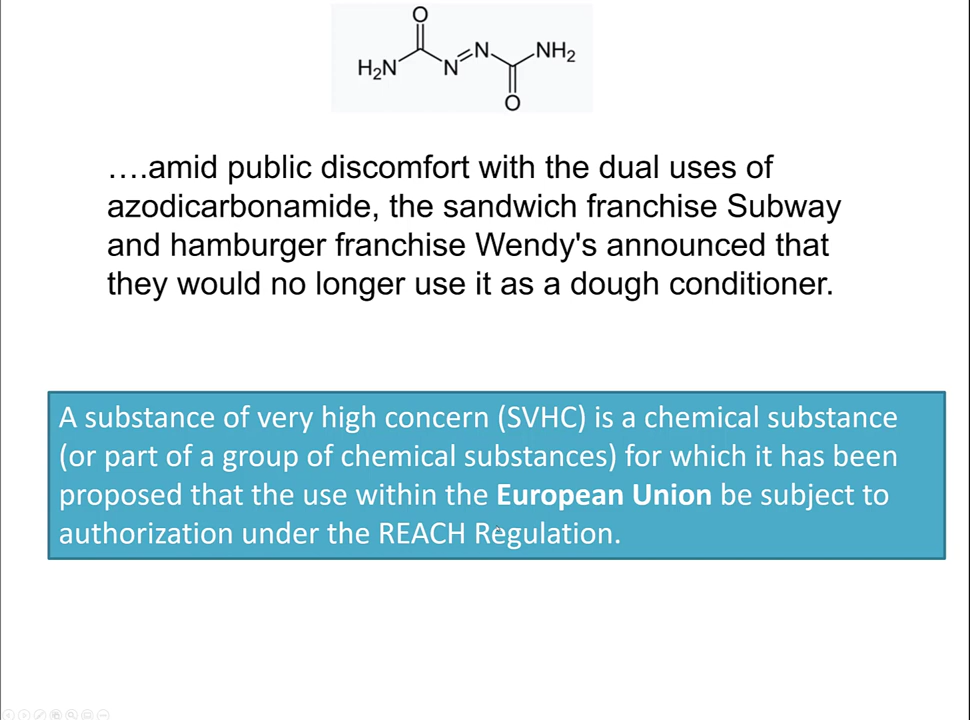 O
H₂N N N NH₂
O
….amid public discomfort with the dual uses of
azodicarbonamide, the sandwich franchise Subway
and hamburger franchise Wendy's announced that
they would no longer use it as a dough conditioner.
A substance of very high concern (SVHC) is a chemical substance
(or part of a group of chemical substances) for which it has been
proposed that the use within the European Union be subject to
authorization under the REACH Regulation.